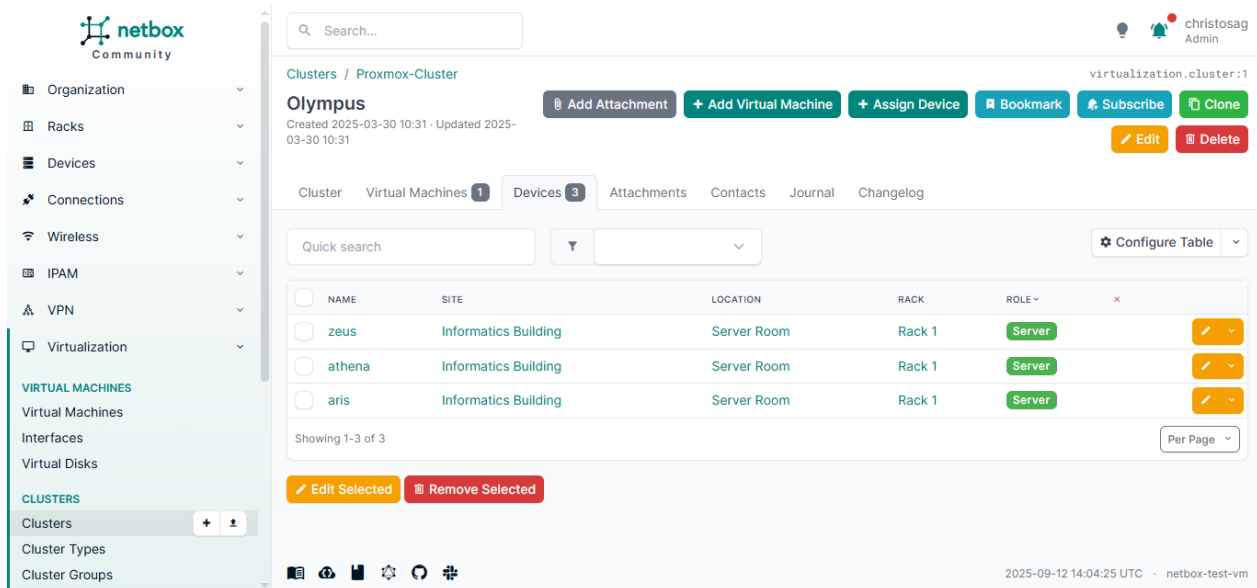 netbox
Community
Search...
christosag
Admin
Organization
Racks
Devices
Connections
Wireless
IPAM
VPN
Virtualization
VIRTUAL MACHINES
Virtual Machines
Interfaces
Virtual Disks
CLUSTERS
Clusters
Cluster Types
Cluster Groups
Clusters / Proxmox-Cluster
virtualization.cluster:1
Olympus
Created 2025-03-30 10:31 · Updated 2025-
03-30 10:31
Add Attachment + Add Virtual Machine + Assign Device Bookmark Subscribe Clone
Edit Delete
Cluster Virtual Machines 1 Devices 3 Attachments Contacts Journal Changelog
Quick search
Configure Table
NAME SITE LOCATION RACK ROLE
zeus Informatics Building Server Room Rack 1 Server
athena Informatics Building Server Room Rack 1 Server
aris Informatics Building Server Room Rack 1 Server
Showing 1-3 of 3
Per Page
Edit Selected Remove Selected
2025-09-12 14:04:25 UTC · netbox-test-vm